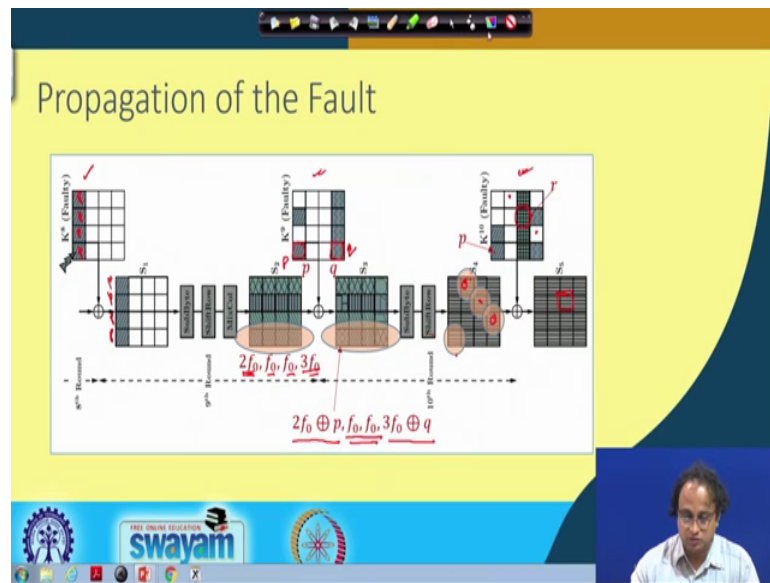 Propagation of the Fault
K⁸ (Faulty)
K⁹ (Faulty)
K¹⁰ (Faulty)
r
p
P
p
q
q
S₁
S₂
S₃
S₄
S₅
SubByte
ShiftRow
MixCol
SubByte
ShiftRow
2f₀, f₀, f₀, 3f₀
8ᵗʰ Round
9ᵗʰ Round
10ᵗʰ Round
2f₀ ⊕ p, f₀, f₀, 3f₀ ⊕ q
FREE ONLINE EDUCATION
swayam